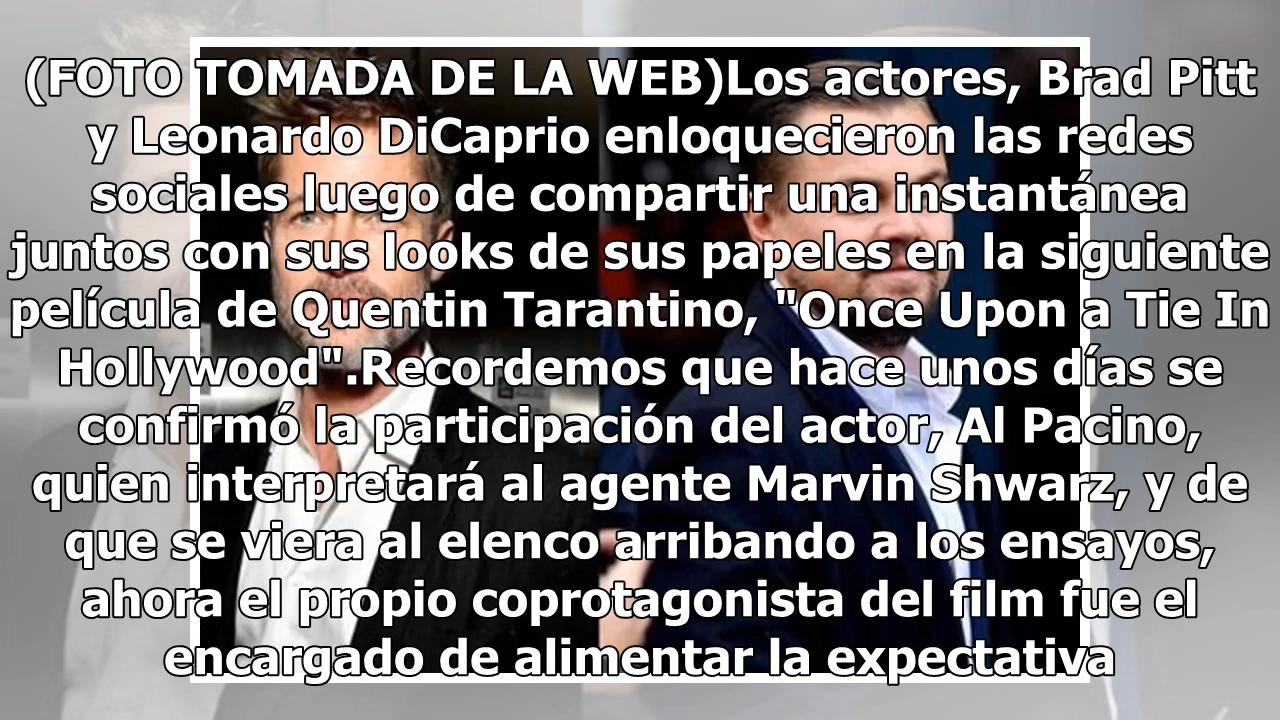 (FOTO TOMADA DE LA WEB)Los actores, Brad Pitt
y Leonardo DiCaprio enloquecieron las redes
sociales luego de compartir una instantánea
juntos con sus looks de sus papeles en la siguiente
película de Quentin Tarantino, "Once Upon a Tie In
Hollywood".Recordemos que hace unos días se
confirmó la participación del actor, Al Pacino,
quien interpretará al agente Marvin Shwarz, y de
que se viera al elenco arribando a los ensayos,
ahora el propio coprotagonista del film fue el
encargado de alimentar la expectativa